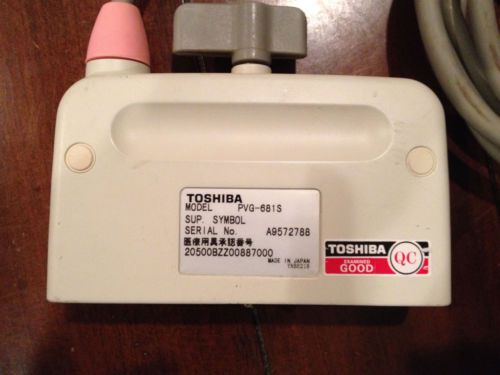 TOSHIBA
MODEL PVG-681S
SUP. SYMBOL
SERIAL No. A9572788
医療用具承認番号
20500BZZ00887000
MADE IN JAPAN
TOSHIBA
EXAMINED
GOOD!
QC